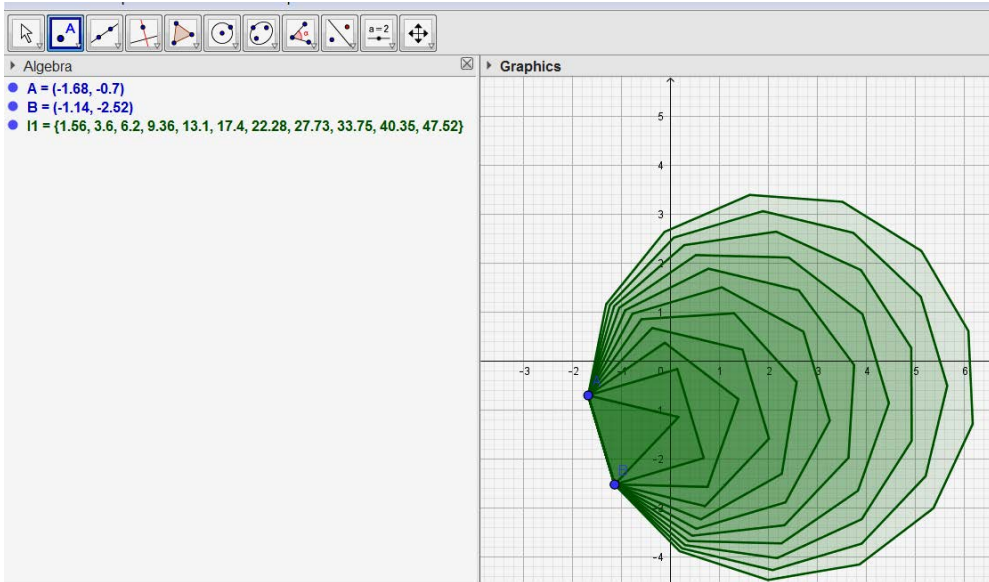 A
a=2
Algebra
Graphics
A = (-1.68, -0.7)
B = (-1.14, -2.52)
l1 = {1.56, 3.6, 6.2, 9.36, 13.1, 17.4, 22.28, 27.73, 33.75, 40.35, 47.52}
5
4
3
2
1
-3 -2 -1 0 1 2 3 4 5 6
A
-1
-2
B
-3
-4